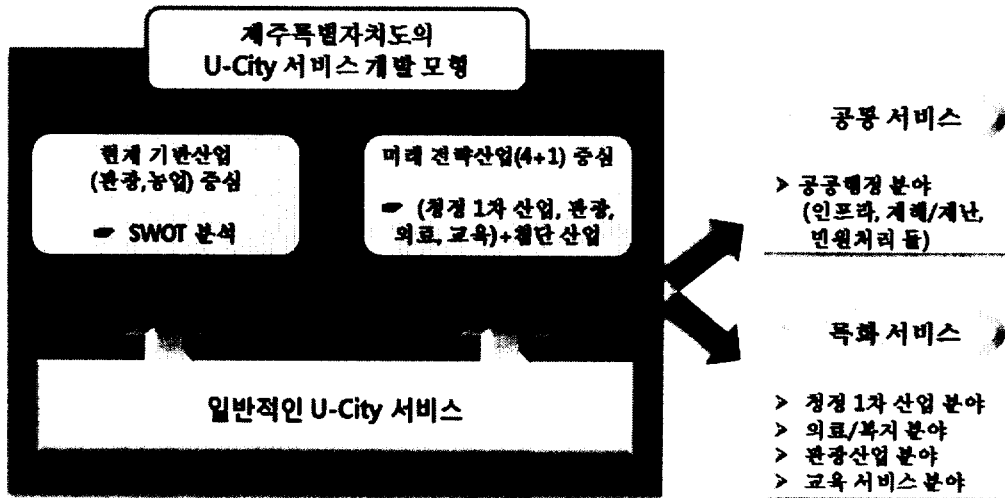 제주특별자치도의
U-City 서비스 개발 모형
현재 기반산업
(관광,농업) 중심
☛ SWOT 분석
미래 전략산업(4+1) 중심
☛ (청정 1차 산업, 관광,
의료, 교육)+첨단 산업
일반적인 U-City 서비스
공통 서비스
➤ 공공행정 분야
(인프라, 재해/재난,
민원처리 등)
특화 서비스
➤ 청정 1차 산업 분야
➤ 의료/복지 분야
➤ 관광산업 분야
➤ 교육 서비스 분야